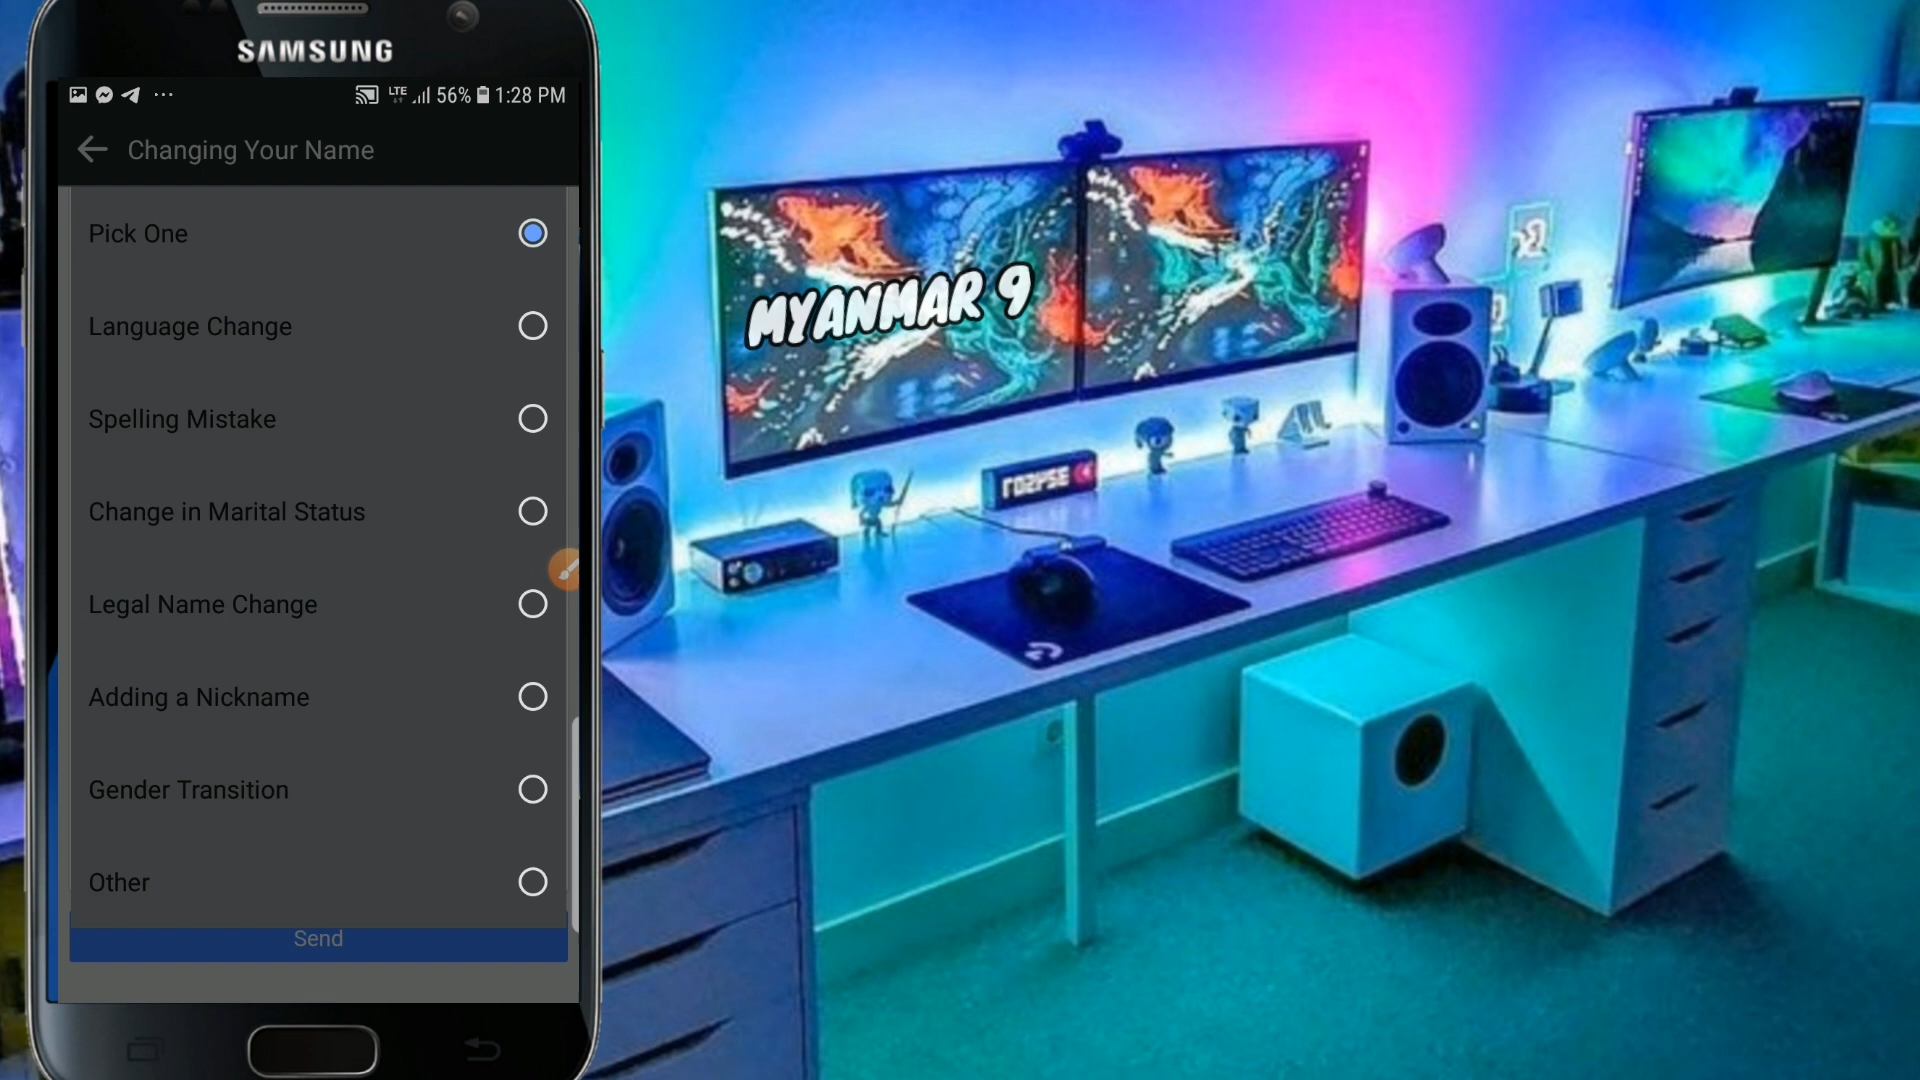 SAMSUNG
LTE 56% 1:28 PM
Changing Your Name
Pick One
Language Change
Spelling Mistake
Change in Marital Status
Legal Name Change
Adding a Nickname
Gender Transition
Other
Send
MYANMAR 9
rozyse